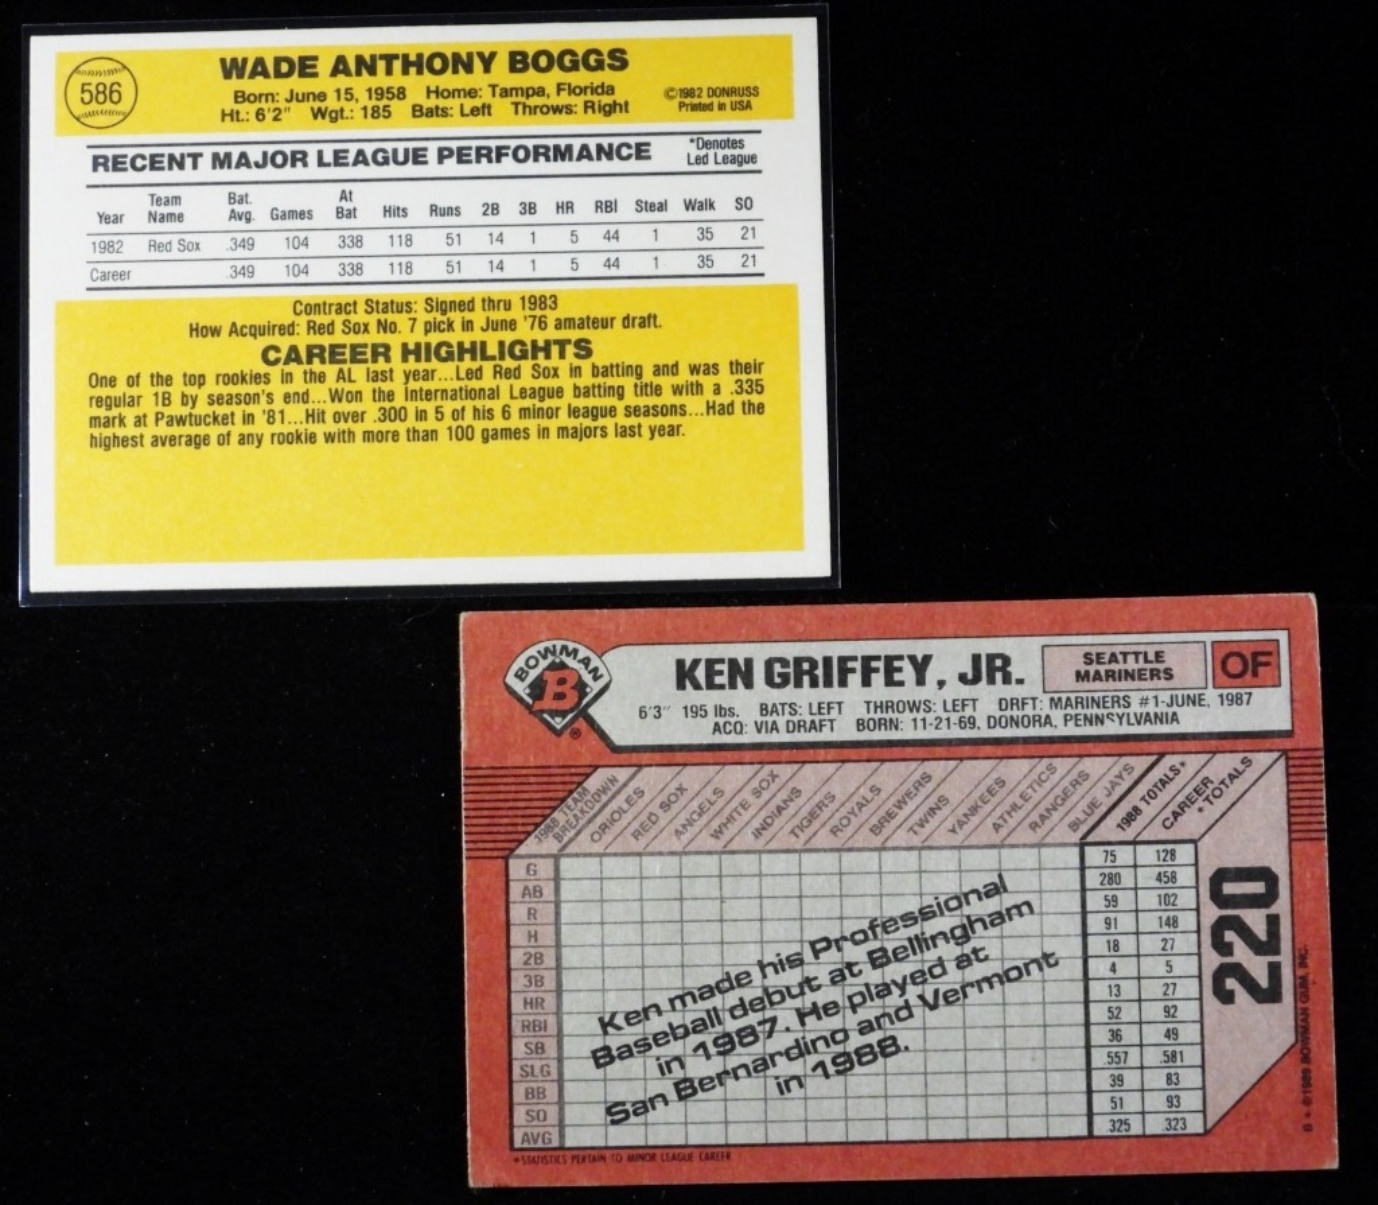 586
WADE ANTHONY BOGGS
Born: June 15, 1958 Home: Tampa, Florida
Ht.: 6'2" Wgt.: 185 Bats: Left Throws: Right
©1982 DONRUSS
Printed in USA
RECENT MAJOR LEAGUE PERFORMANCE
*Denotes
Led League
Year Team Name Bat. Avg. Games At Bat Hits Runs 2B 3B HR RBI Steal Walk SO
1982 Red Sox .349 104 338 118 51 14 1 5 44 1 35 21
Career .349 104 338 118 51 14 1 5 44 1 35 21
Contract Status: Signed thru 1983
How Acquired: Red Sox No. 7 pick in June '76 amateur draft.
CAREER HIGHLIGHTS
One of the top rookies in the AL last year...Led Red Sox in batting and was their
regular 1B by season's end...Won the International League batting title with a .335
mark at Pawtucket in '81...Hit over .300 in 5 of his 6 minor league seasons...Had the
highest average of any rookie with more than 100 games in majors last year.
BOWMAN
B
®
KEN GRIFFEY, JR.
SEATTLE
MARINERS
OF
6'3" 195 lbs. BATS: LEFT THROWS: LEFT DRFT: MARINERS #1-JUNE, 1987
ACQ: VIA DRAFT BORN: 11-21-69, DONORA, PENNSYLVANIA
1988 TEAM BREAKDOWN ORIOLES RED SOX ANGELS WHITE SOX INDIANS TIGERS ROYALS BREWERS TWINS YANKEES ATHLETICS RANGERS BLUE JAYS 1988 TOTALS* CAREER TOTALS*
G 75 128
AB 280 458
R 59 102
H 91 148
2B 18 27
3B 4 5
HR 13 27
RBI 52 92
SB 36 49
SLG .557 .581
BB 39 83
SO 51 93
AVG .325 .323
Ken made his Professional
Baseball debut at Bellingham
in 1987. He played at
San Bernardino and Vermont
in 1988.
220
*STATISTICS PERTAIN TO MINOR LEAGUE CAREER
B * ©1989 BOWMAN GUM, INC.